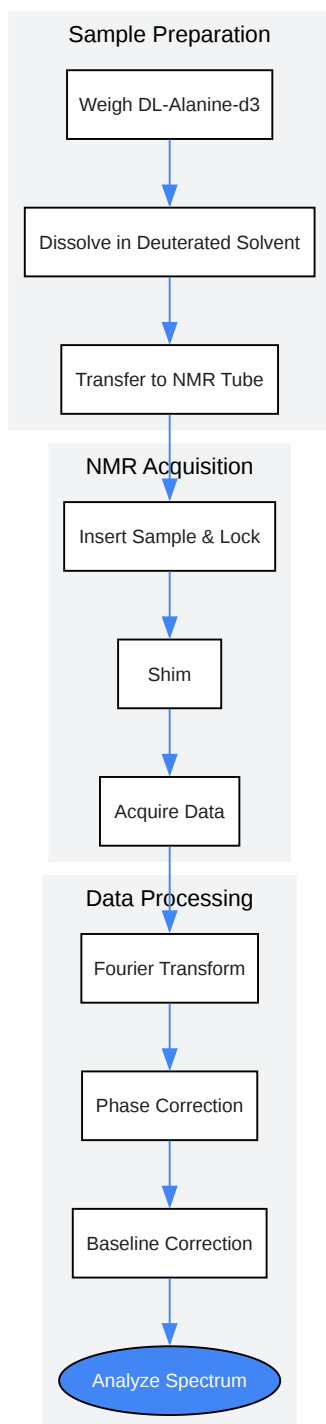 Sample Preparation
Weigh DL-Alanine-d3
Dissolve in Deuterated Solvent
Transfer to NMR Tube
NMR Acquisition
Insert Sample & Lock
Shim
Acquire Data
Data Processing
Fourier Transform
Phase Correction
Baseline Correction
Analyze Spectrum